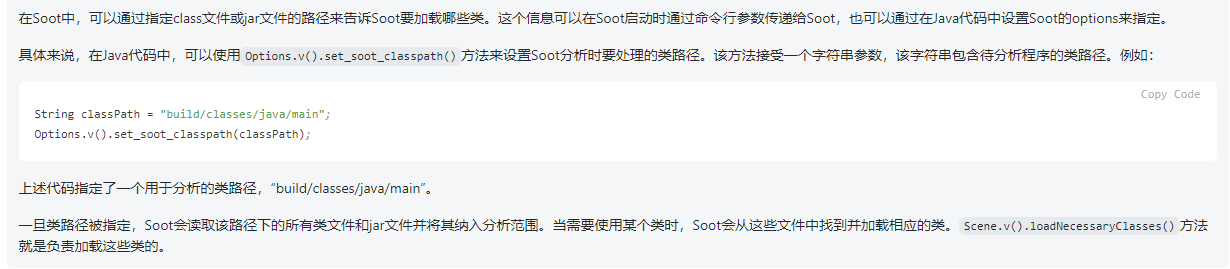 在Soot中，可以通过指定class文件或jar文件的路径来告诉Soot要加载哪些类。这个信息可以在Soot启动时通过命令行参数传递给Soot，也可以通过在Java代码中设置Soot的options来指定。
具体来说，在Java代码中，可以使用Options.v().set_soot_classpath()方法来设置Soot分析时要处理的类路径。该方法接受一个字符串参数，该字符串包含待分析程序的类路径。例如：
Copy Code
String classPath = "build/classes/java/main";
Options.v().set_soot_classpath(classPath);
上述代码指定了一个用于分析的类路径，“build/classes/java/main”。
一旦类路径被指定，Soot会读取该路径下的所有类文件和jar文件并将其纳入分析范围。当需要使用某个类时，Soot会从这些文件中找到并加载相应的类。Scene.v().loadNecessaryClasses()方法
就是负责加载这些类的。